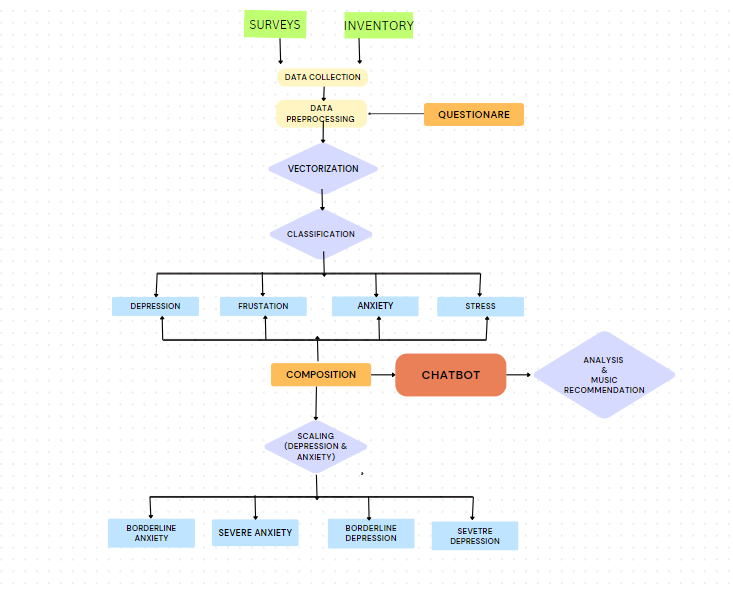 SURVEYS
INVENTORY
DATA COLLECTION
DATA
PREPROCESSING
QUESTIONARE
VECTORIZATION
CLASSIFICATION
DEPRESSION
FRUSTATION
ANXIETY
STRESS
COMPOSITION
CHATBOT
ANALYSIS
&
MUSIC
RECOMMENDATION
SCALING
(DEPRESSION &
ANXIETY)
BORDERLINE
ANXIETY
SEVERE ANXIETY
BORDERLINE
DEPRESSION
SEVETRE
DEPRESSION